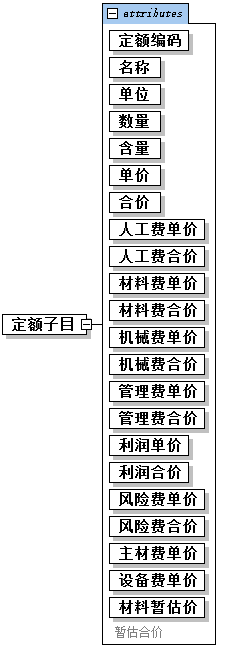 attributes
定额编码
名称
单位
数量
含量
单价
合价
人工费单价
人工费合价
材料费单价
材料费合价
机械费单价
机械费合价
定额子目
管理费单价
管理费合价
利润单价
利润合价
风险费单价
风险费合价
主材费单价
设备费单价
材料暂估价
暂估合价